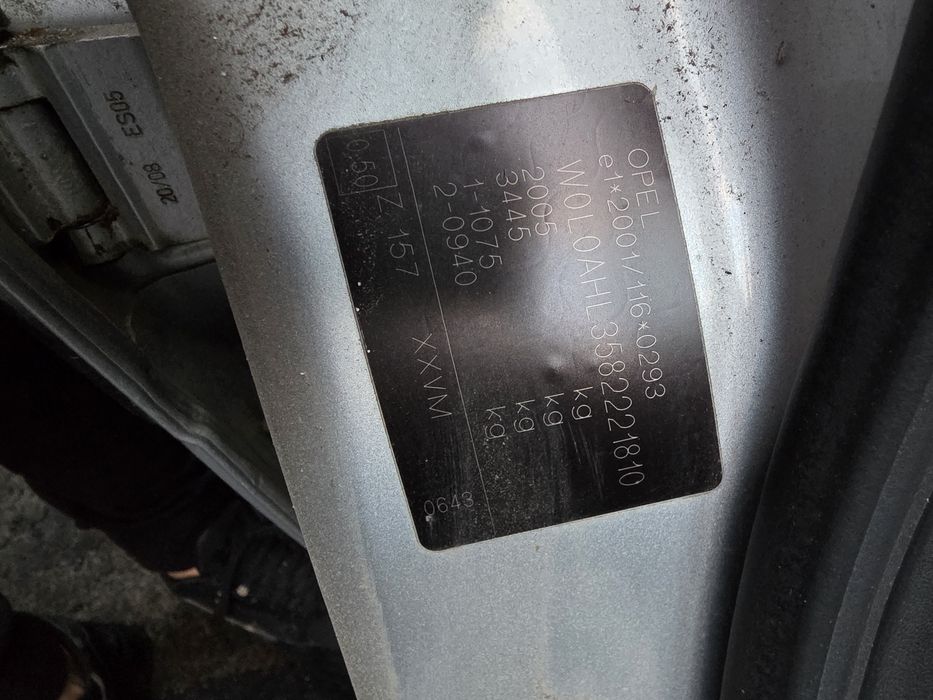 OPEL
e1*2001/116*0293
W0L0AHL3582221810
2005 kg
3445 kg
1-1075 kg
2-0940 kg
0.50 Z 157 XXVM
0643
ES05
20/08